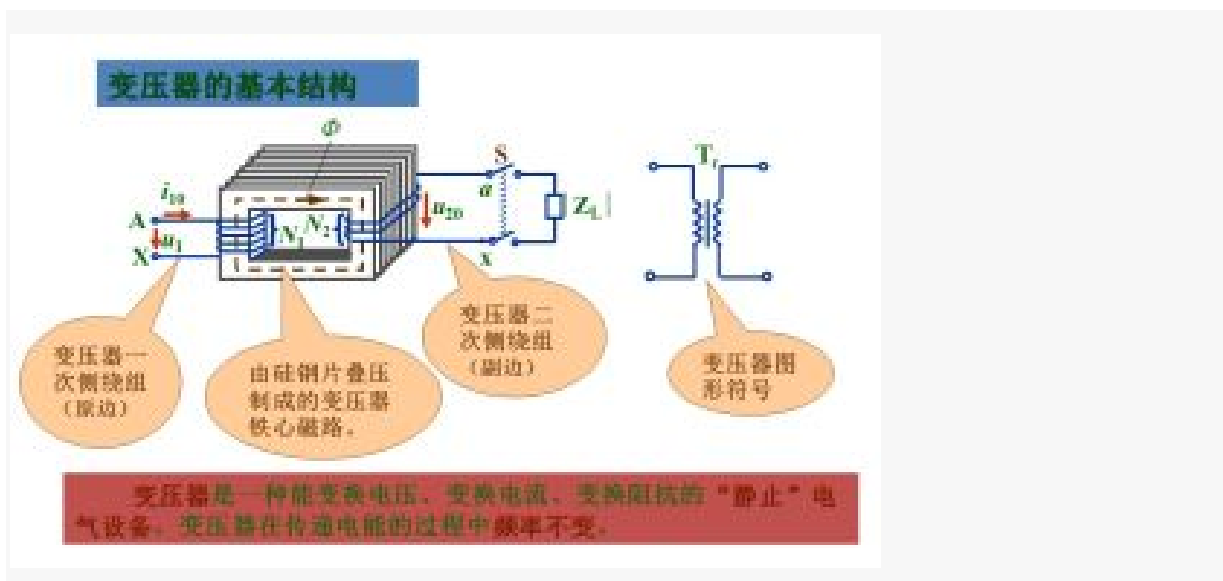 变压器的基本结构
Φ
i₁₀
A
u₁
X
N₁
N₂
u₂₀
S
a
x
Z_L
Tᵣ
变压器一
次侧绕组
（原边）
由硅钢片叠压
制成的变压器
铁心磁路。
变压器二
次侧绕组
（副边）
变压器图
形符号
变压器是一种能变换电压、变换电流、变换阻抗的“静止”电
气设备。变压器在传递电能的过程中频率不变。